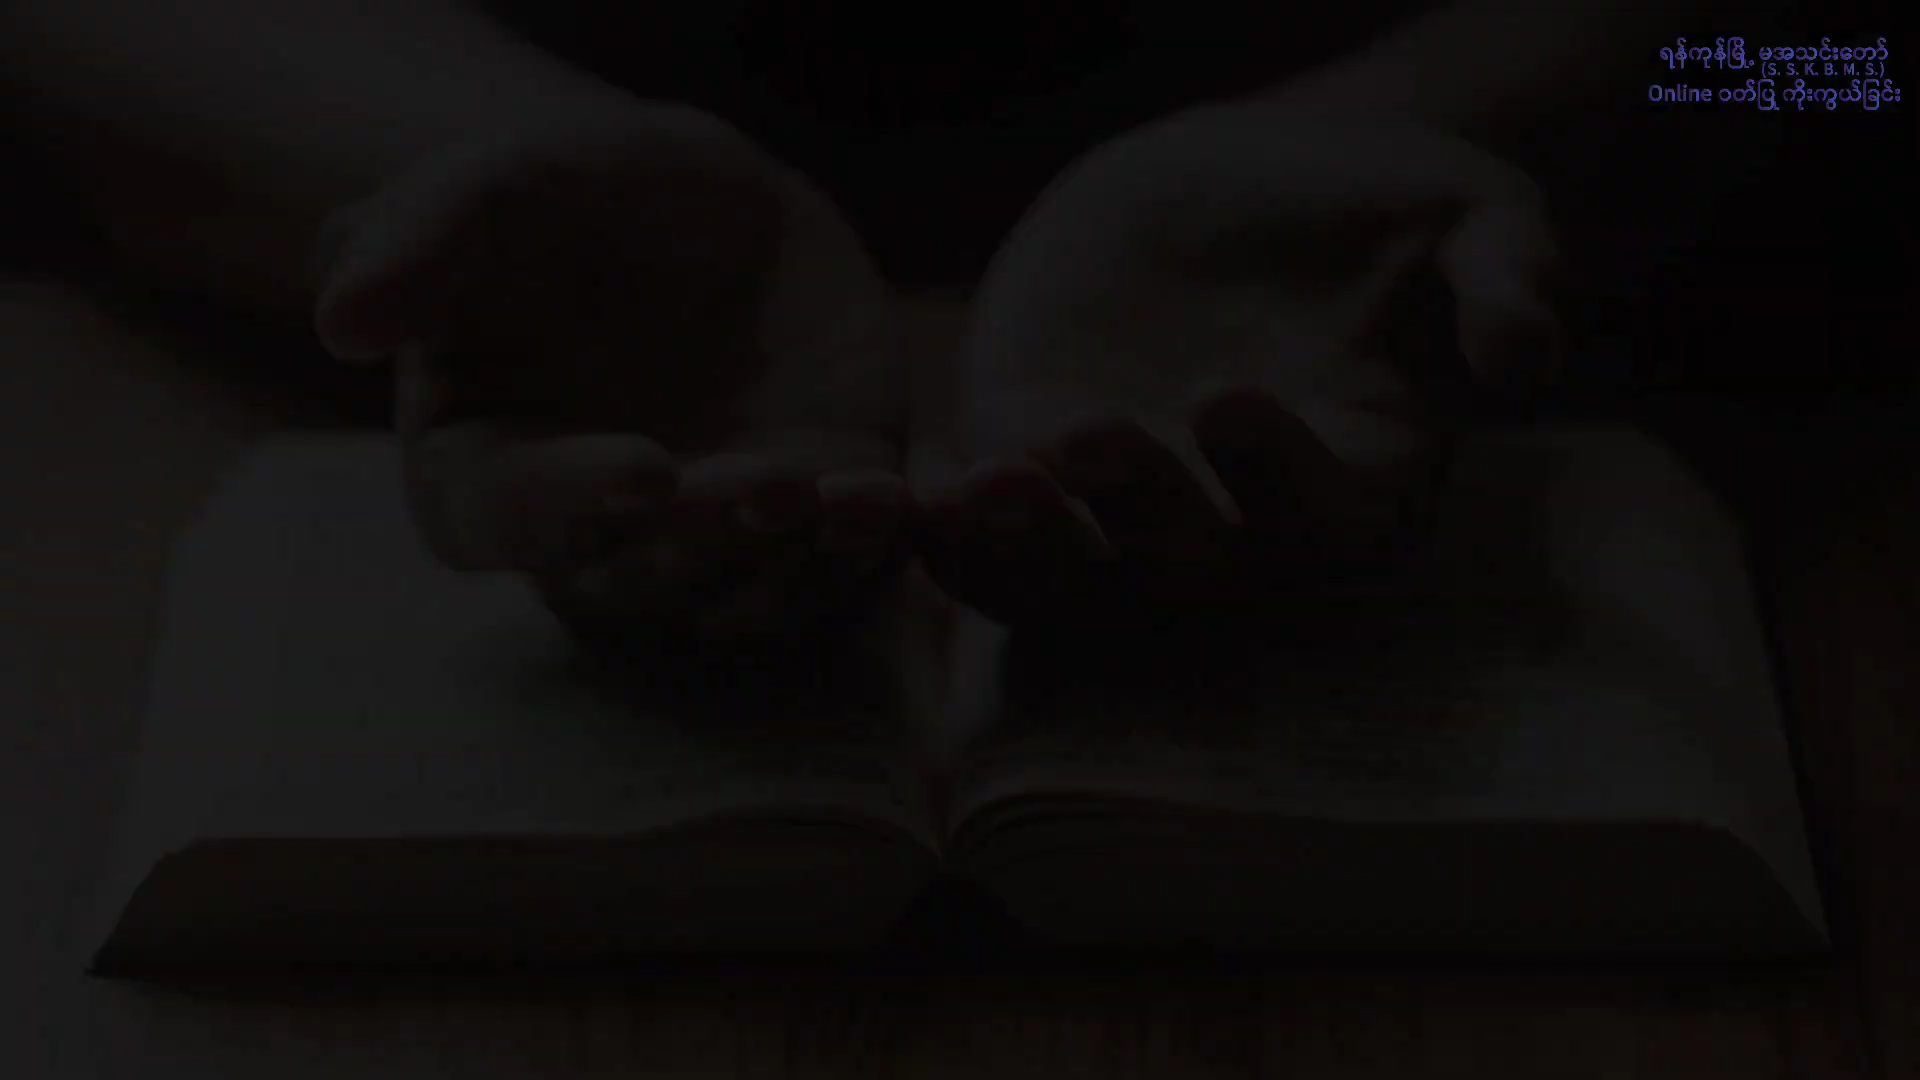 ရန်ကုန်မြို့ မအသင်းတော်
(S. S. K. B. M. S.)
Online ဝတ်ပြု ကိုးကွယ်ခြင်း